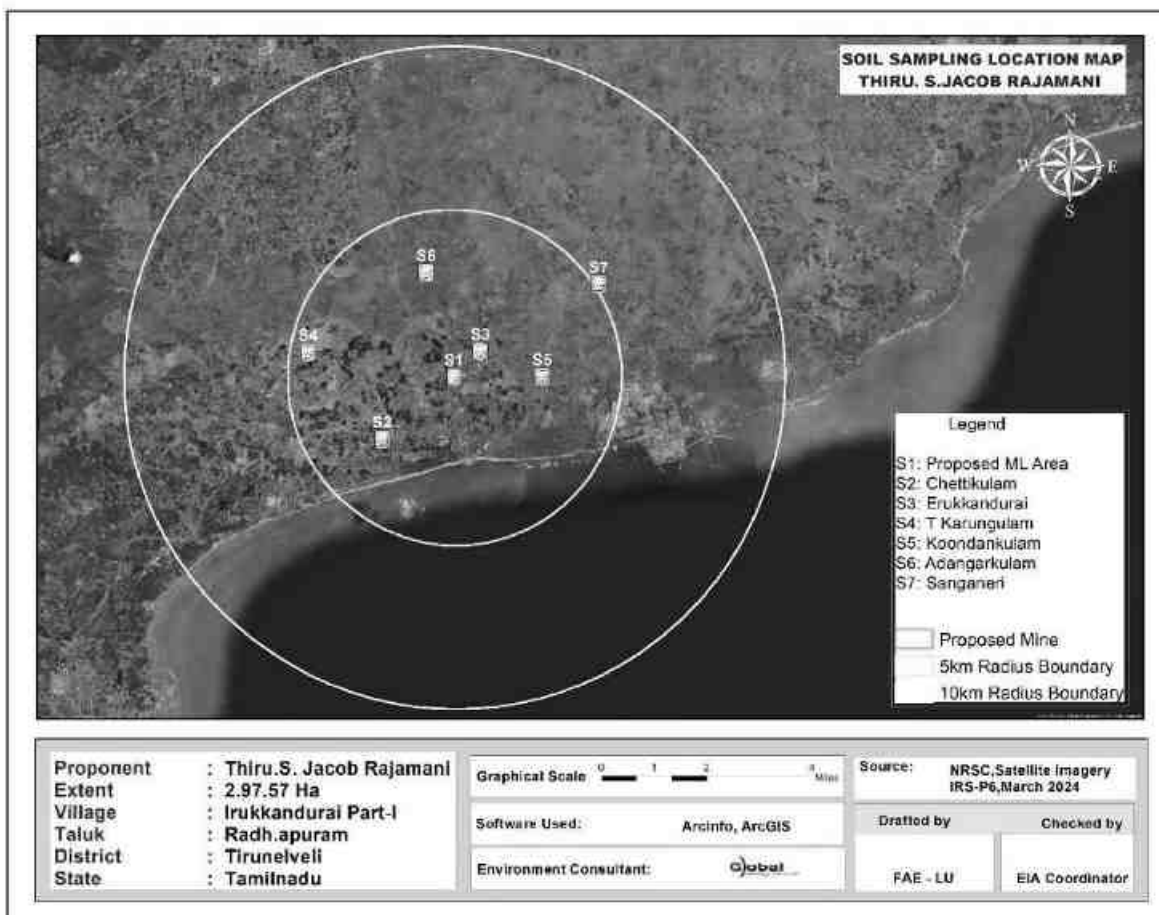 SOIL SAMPLING LOCATION MAP
THIRU. S.JACOB RAJAMANI
N
W E
S
S6
S7
S4
S3
S1
S5
S2
Legend
S1: Proposed ML Area
S2: Chettikulam
S3: Erukkandurai
S4: T Karungulam
S5: Koondankulam
S6: Adangarkulam
S7: Sanganeri
Proposed Mine
5km Radius Boundary
10km Radius Boundary
Proponent : Thiru.S. Jacob Rajamani
Extent : 2.97.57 Ha
Village : Irukkandurai Part-I
Taluk : Radh.apuram
District : Tirunelveli
State : Tamilnadu
Graphical Scale 0 1 2 4 Miles
Software Used: Arcinfo, ArcGIS
Environment Consultant: Global
Source: NRSC,Satellite Imagery
IRS-P6,March 2024
Drafted by Checked by
FAE - LU EIA Coordinator